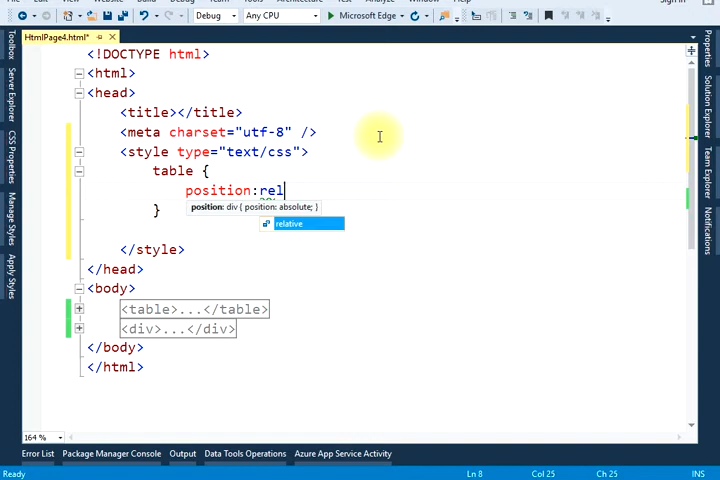 Debug
Any CPU
Microsoft Edge
HtmlPage4.html*
<!DOCTYPE html>
<html>
<head>
<title></title>
<meta charset="utf-8" />
<style type="text/css">
table {
position:rel
position: div { position: absolute; }
relative
}
</style>
</head>
<body>
<table>...</table>
<div>...</div>
</body>
</html>
164 %
Toolbox
Server Explorer
CSS Properties
Manage Styles
Apply Styles
Properties
Solution Explorer
Team Explorer
Notifications
Error List
Package Manager Console
Output
Data Tools Operations
Azure App Service Activity
Ready
Ln 8
Col 25
Ch 25
INS